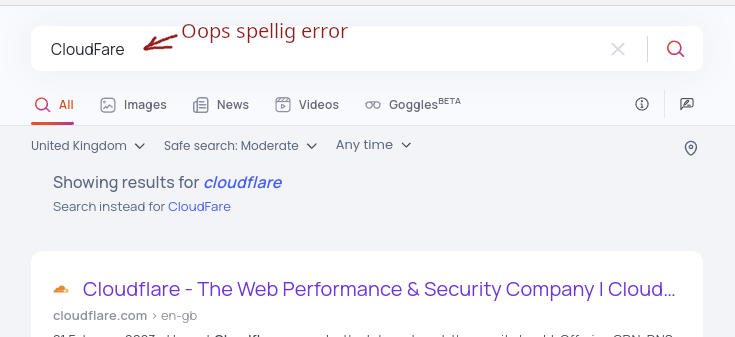 Oops spellig error
CloudFare
All Images News Videos Goggles BETA
United Kingdom Safe search: Moderate Any time
Showing results for cloudflare
Search instead for CloudFare
Cloudflare - The Web Performance & Security Company | Cloud...
cloudflare.com > en-gb